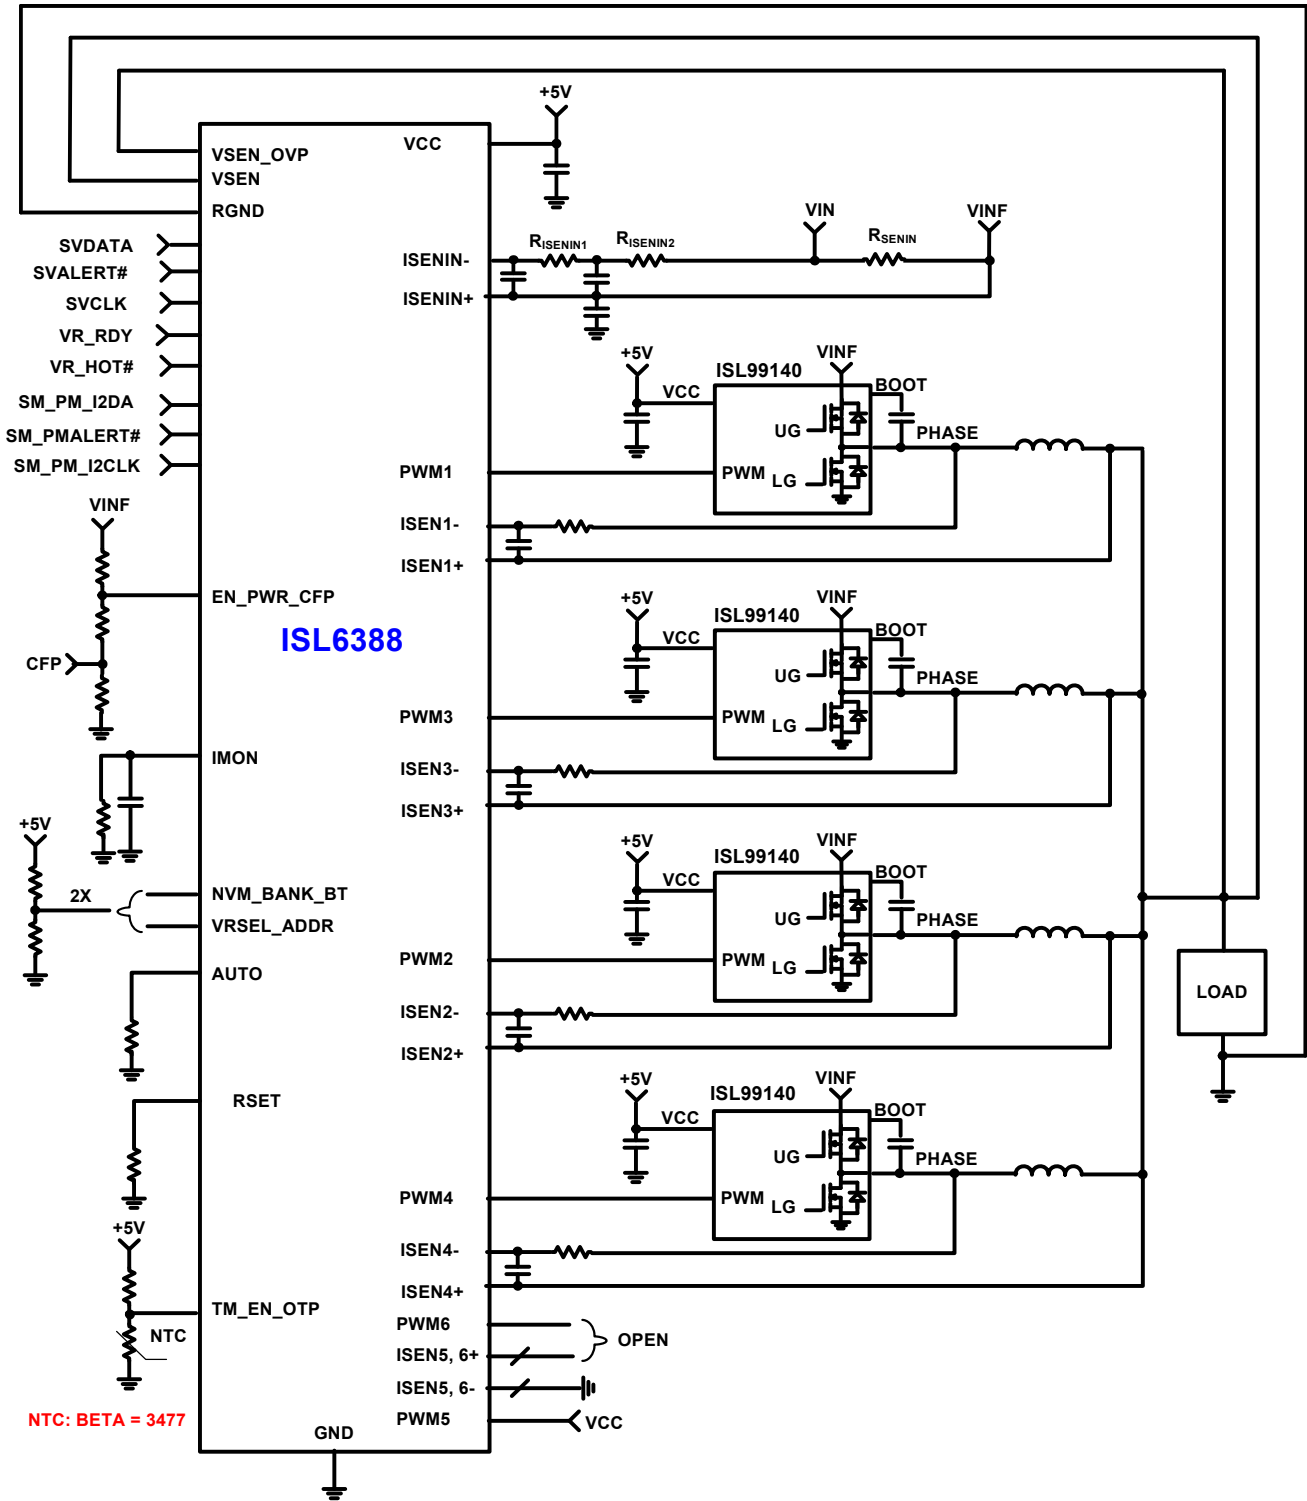 +5V
VCC
VSEN_OVP
VSEN
RGND
SVDATA
SVALERT#
SVCLK
VR_RDY
VR_HOT#
SM_PM_I2DA
SM_PMALERT#
SM_PM_I2CLK
VINF
EN_PWR_CFP
CFP
ISL6388
IMON
+5V
2X
NVM_BANK_BT
VRSEL_ADDR
AUTO
RSET
+5V
TM_EN_OTP
NTC
NTC: BETA = 3477
GND
VIN
VINF
RISENIN1
RISENIN2
RSENIN
ISENIN-
ISENIN+
+5V
ISL99140
VINF
BOOT
VCC
UG
PHASE
PWM1
PWM
LG
ISEN1-
ISEN1+
+5V
ISL99140
VINF
BOOT
VCC
UG
PHASE
PWM3
PWM
LG
ISEN3-
ISEN3+
+5V
ISL99140
VINF
BOOT
VCC
UG
PHASE
PWM2
PWM
LG
ISEN2-
ISEN2+
LOAD
+5V
ISL99140
VINF
BOOT
VCC
UG
PHASE
PWM4
PWM
LG
ISEN4-
ISEN4+
PWM6
OPEN
ISEN5, 6+
ISEN5, 6-
PWM5
VCC